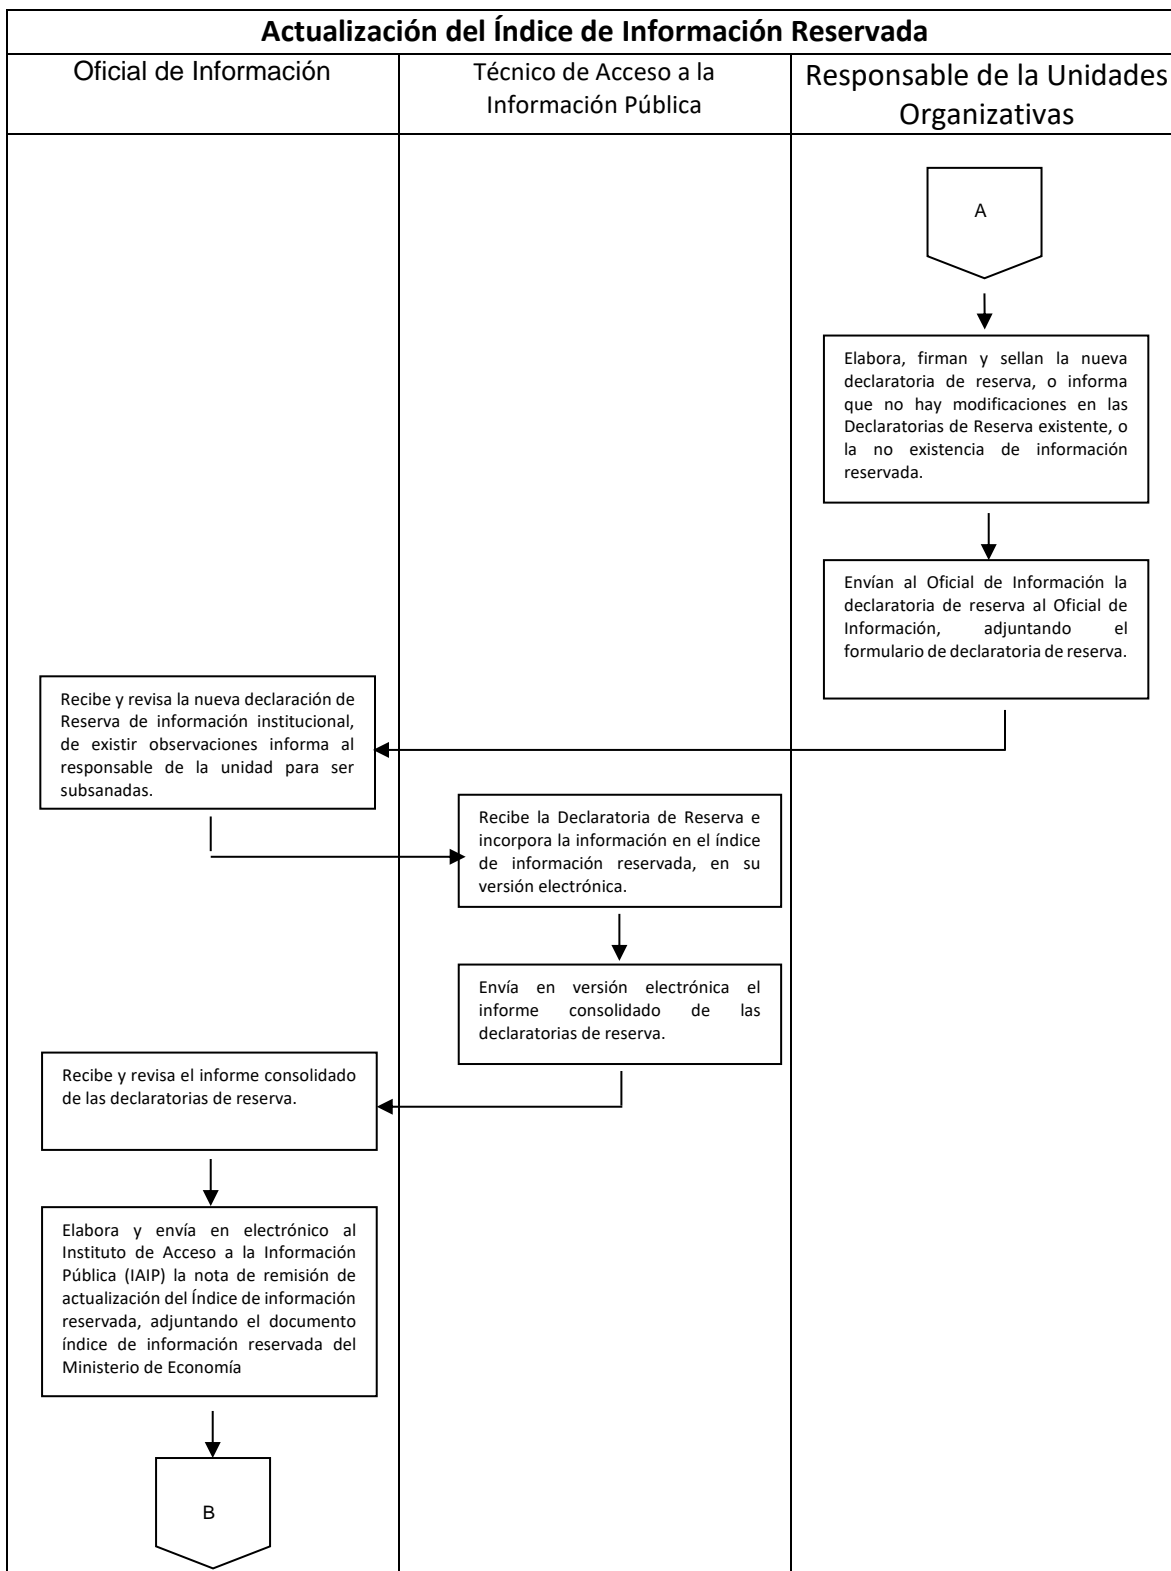 Actualización del Índice de Información Reservada
Oficial de Información
Técnico de Acceso a la
Información Pública
Responsable de la Unidades
Organizativas
A
Elabora, firman y sellan la nueva
declaratoria de reserva, o informa
que no hay modificaciones en las
Declaratorias de Reserva existente, o
la no existencia de información
reservada.
Envían al Oficial de Información la
declaratoria de reserva al Oficial de
Información, adjuntando el
formulario de declaratoria de reserva.
Recibe y revisa la nueva declaración de
Reserva de información institucional,
de existir observaciones informa al
responsable de la unidad para ser
subsanadas.
Recibe la Declaratoria de Reserva e
incorpora la información en el índice
de información reservada, en su
versión electrónica.
Envía en versión electrónica el
informe consolidado de las
declaratorias de reserva.
Recibe y revisa el informe consolidado
de las declaratorias de reserva.
Elabora y envía en electrónico al
Instituto de Acceso a la Información
Pública (IAIP) la nota de remisión de
actualización del Índice de información
reservada, adjuntando el documento
índice de información reservada del
Ministerio de Economía
B